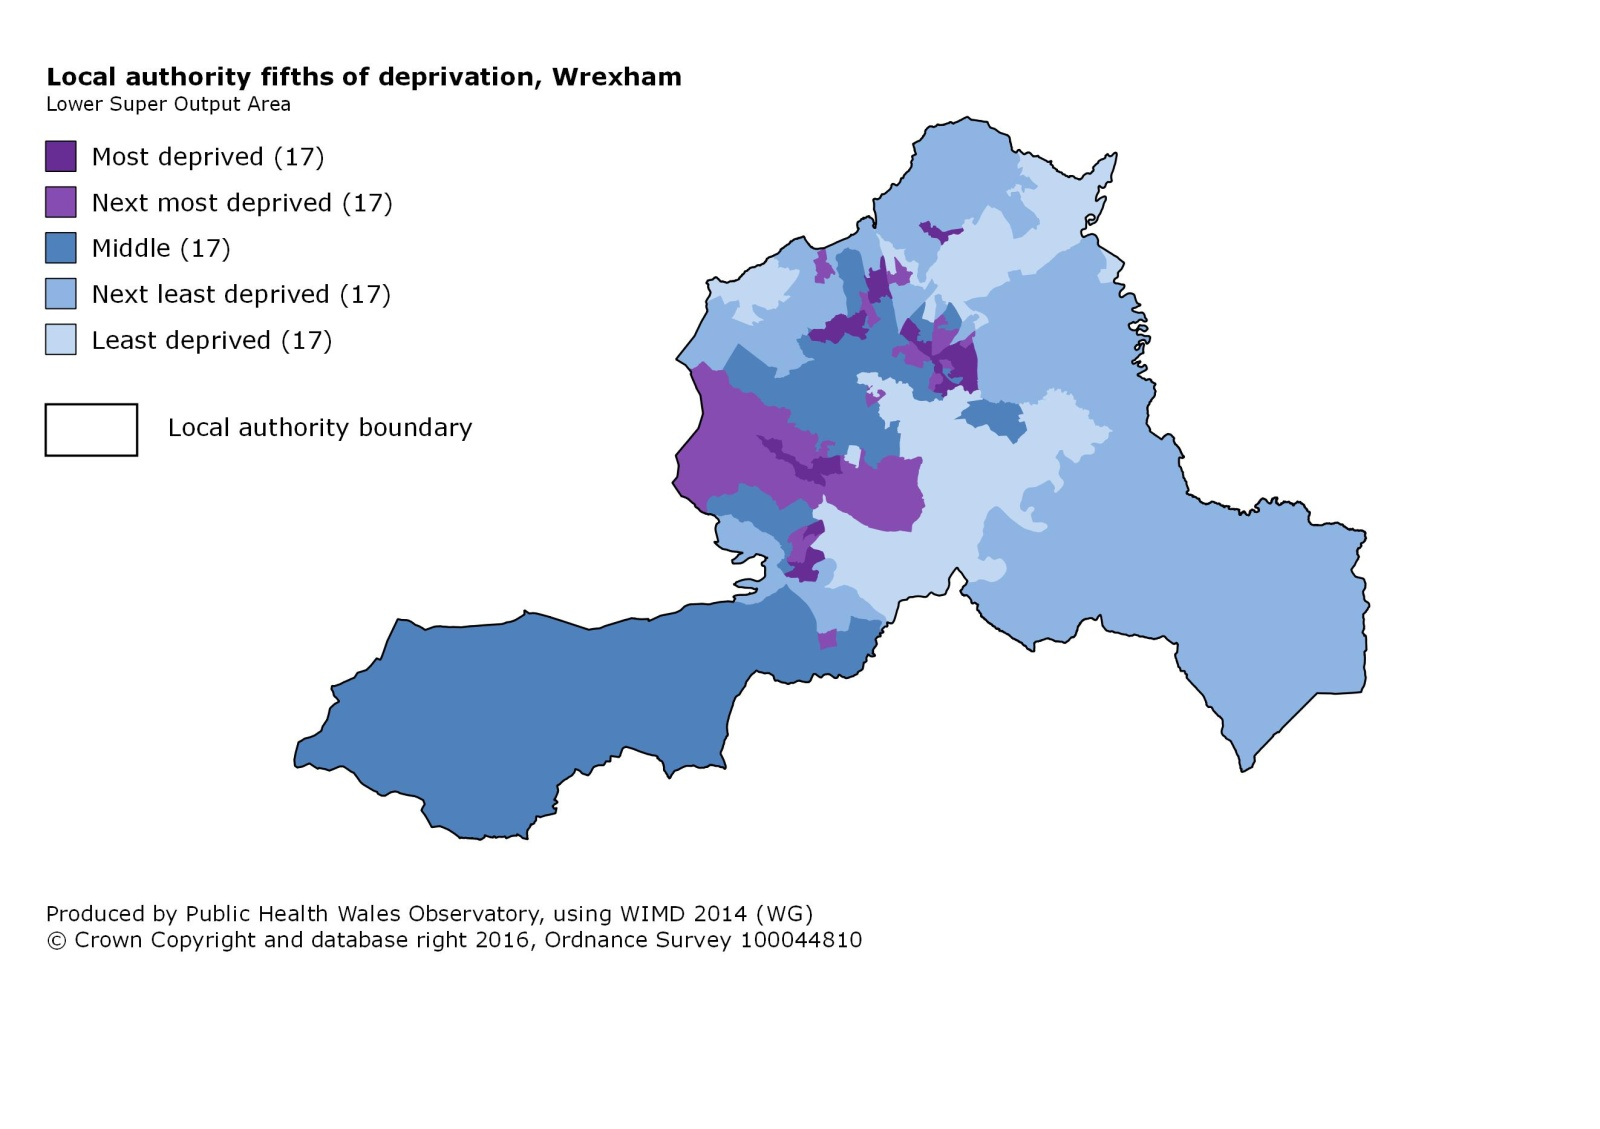 Local authority fifths of deprivation, Wrexham
Lower Super Output Area
Most deprived (17)
Next most deprived (17)
Middle (17)
Next least deprived (17)
Least deprived (17)
Local authority boundary
Produced by Public Health Wales Observatory, using WIMD 2014 (WG)
© Crown Copyright and database right 2016, Ordnance Survey 100044810